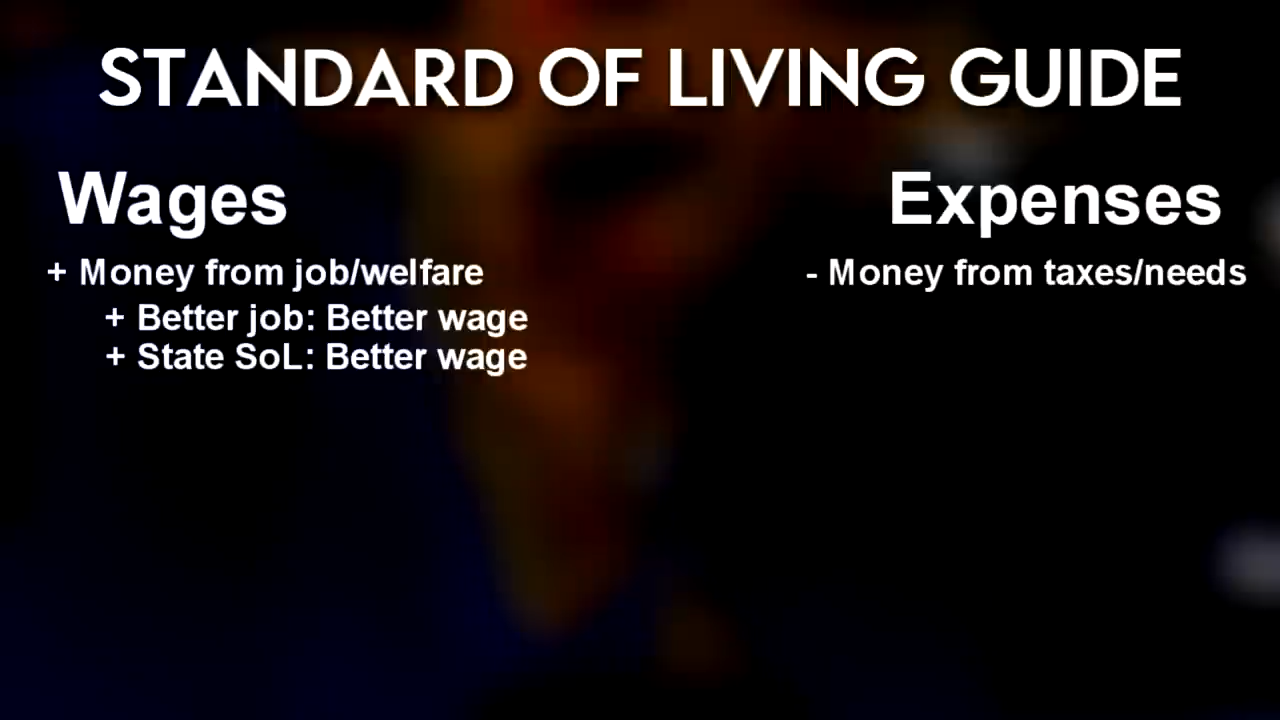 STANDARD OF LIVING GUIDE
Wages
+ Money from job/welfare
+ Better job: Better wage
+ State SoL: Better wage
Expenses
- Money from taxes/needs